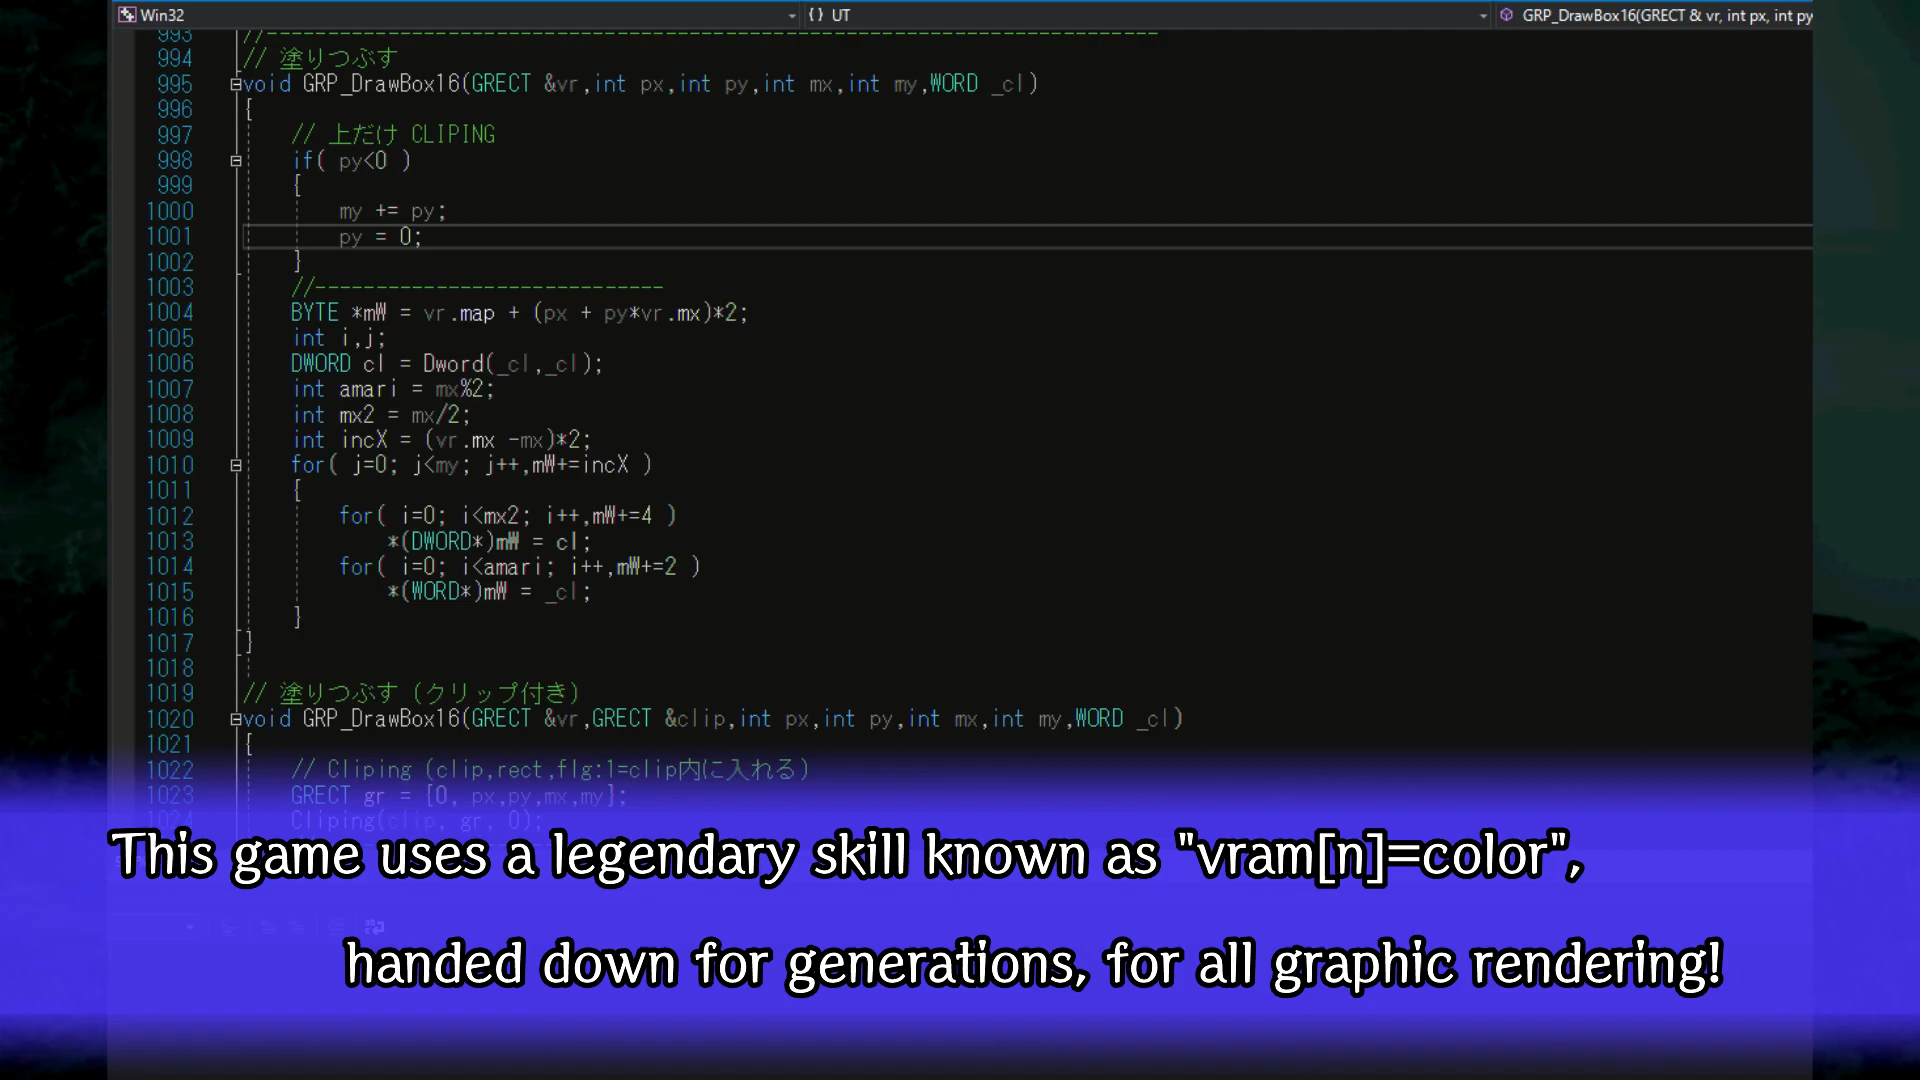 Win32 {} UT GRP_DrawBox16(GRECT & vr, int px, int py
993 //----------------------------------------------------------------------
994 // 塗りつぶす
995 void GRP_DrawBox16(GRECT &vr,int px,int py,int mx,int my,WORD _cl)
996 {
997 // 上だけ CLIPING
998 if( py<0 )
999 {
1000 my += py;
1001 py = 0;
1002 }
1003 //-----------------------------
1004 BYTE *mW = vr.map + (px + py*vr.mx)*2;
1005 int i,j;
1006 DWORD cl = Dword(_cl,_cl);
1007 int amari = mx%2;
1008 int mx2 = mx/2;
1009 int incX = (vr.mx -mx)*2;
1010 for( j=0; j<my; j++,mW+=incX )
1011 {
1012 for( i=0; i<mx2; i++,mW+=4 )
1013 *(DWORD*)mW = cl;
1014 for( i=0; i<amari; i++,mW+=2 )
1015 *(WORD*)mW = _cl;
1016 }
1017 }
1018
1019 // 塗りつぶす (クリップ付き)
1020 void GRP_DrawBox16(GRECT &vr,GRECT &clip,int px,int py,int mx,int my,WORD _cl)
1021 {
1022 // Cliping (clip,rect,flg:1=clip内に入れる)
1023 GRECT gr = {0, px,py,mx,my};
1024 Cliping(clip, gr, 0);
This game uses a legendary skill known as "vram[n]=color",
handed down for generations, for all graphic rendering!